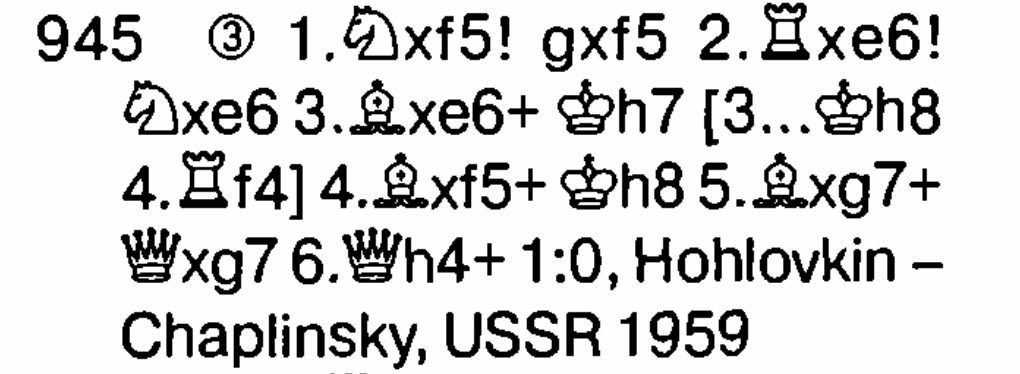 945 ③ 1.♘xf5! gxf5 2.♖xe6!
♘xe6 3.♗xe6+ ♔h7 [3...♔h8
4.♖f4] 4.♗xf5+ ♔h8 5.♗xg7+
♕xg7 6.♕h4+ 1:0, Hohlovkin –
Chaplinsky, USSR 1959